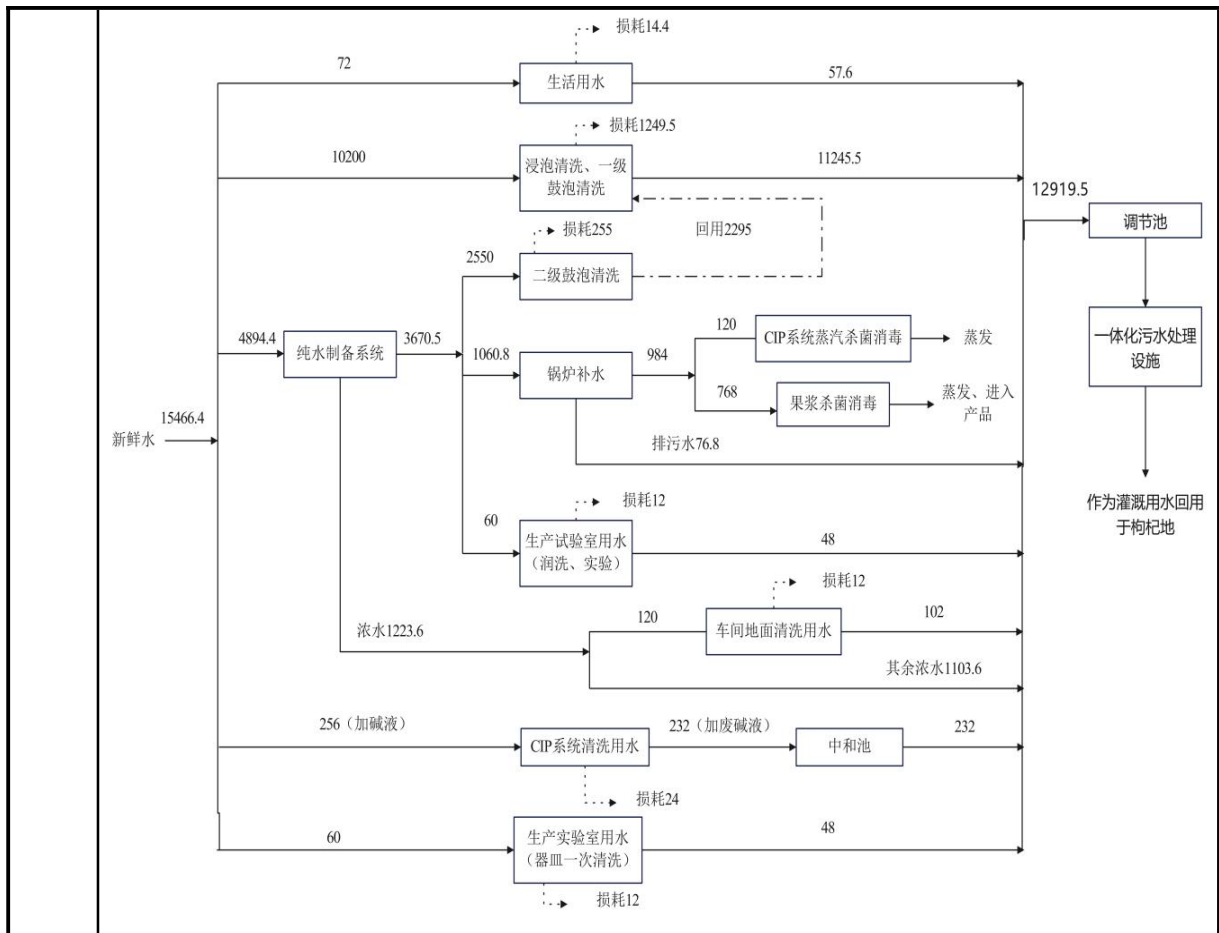 损耗14.4
72
生活用水
57.6
损耗1249.5
10200
浸泡清洗、一级
鼓泡清洗
11245.5
12919.5
调节池
回用2295
损耗255
2550
二级鼓泡清洗
一体化污水处理
设施
4894.4
纯水制备系统
3670.5
1060.8
锅炉补水
984
120
CIP系统蒸汽杀菌消毒
蒸发
768
果浆杀菌消毒
蒸发、进入
产品
15466.4
新鲜水
排污水76.8
作为灌溉用水回用
于枸杞地
损耗12
60
生产试验室用水
（润洗、实验）
48
损耗12
浓水1223.6
120
车间地面清洗用水
102
其余浓水1103.6
256（加碱液）
CIP系统清洗用水
232（加废碱液）
中和池
232
损耗24
60
生产实验室用水
（器皿一次清洗）
48
损耗12